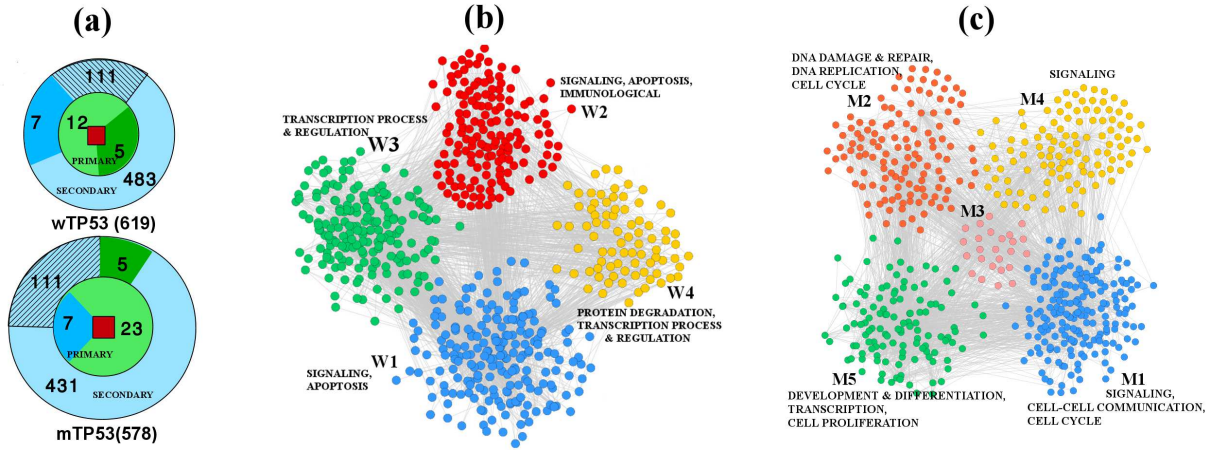 (a)
111
7
12
5
PRIMARY
SECONDARY
483
wTP53 (619)
5
111
7
23
PRIMARY
431
SECONDARY
mTP53(578)
(b)
SIGNALING, APOPTOSIS,
IMMUNOLOGICAL
W2
TRANSCRIPTION PROCESS
& REGULATION
W3
W4
PROTEIN DEGRADATION,
TRANSCRIPTION PROCESS
& REGULATION
W1
SIGNALING,
APOPTOSIS
(c)
DNA DAMAGE & REPAIR,
DNA REPLICATION,
CELL CYCLE
M2
SIGNALING
M4
M3
M5
DEVELOPMENT & DIFFERENTIATION,
TRANSCRIPTION,
CELL PROLIFERATION
M1
SIGNALING,
CELL-CELL COMMUNICATION,
CELL CYCLE